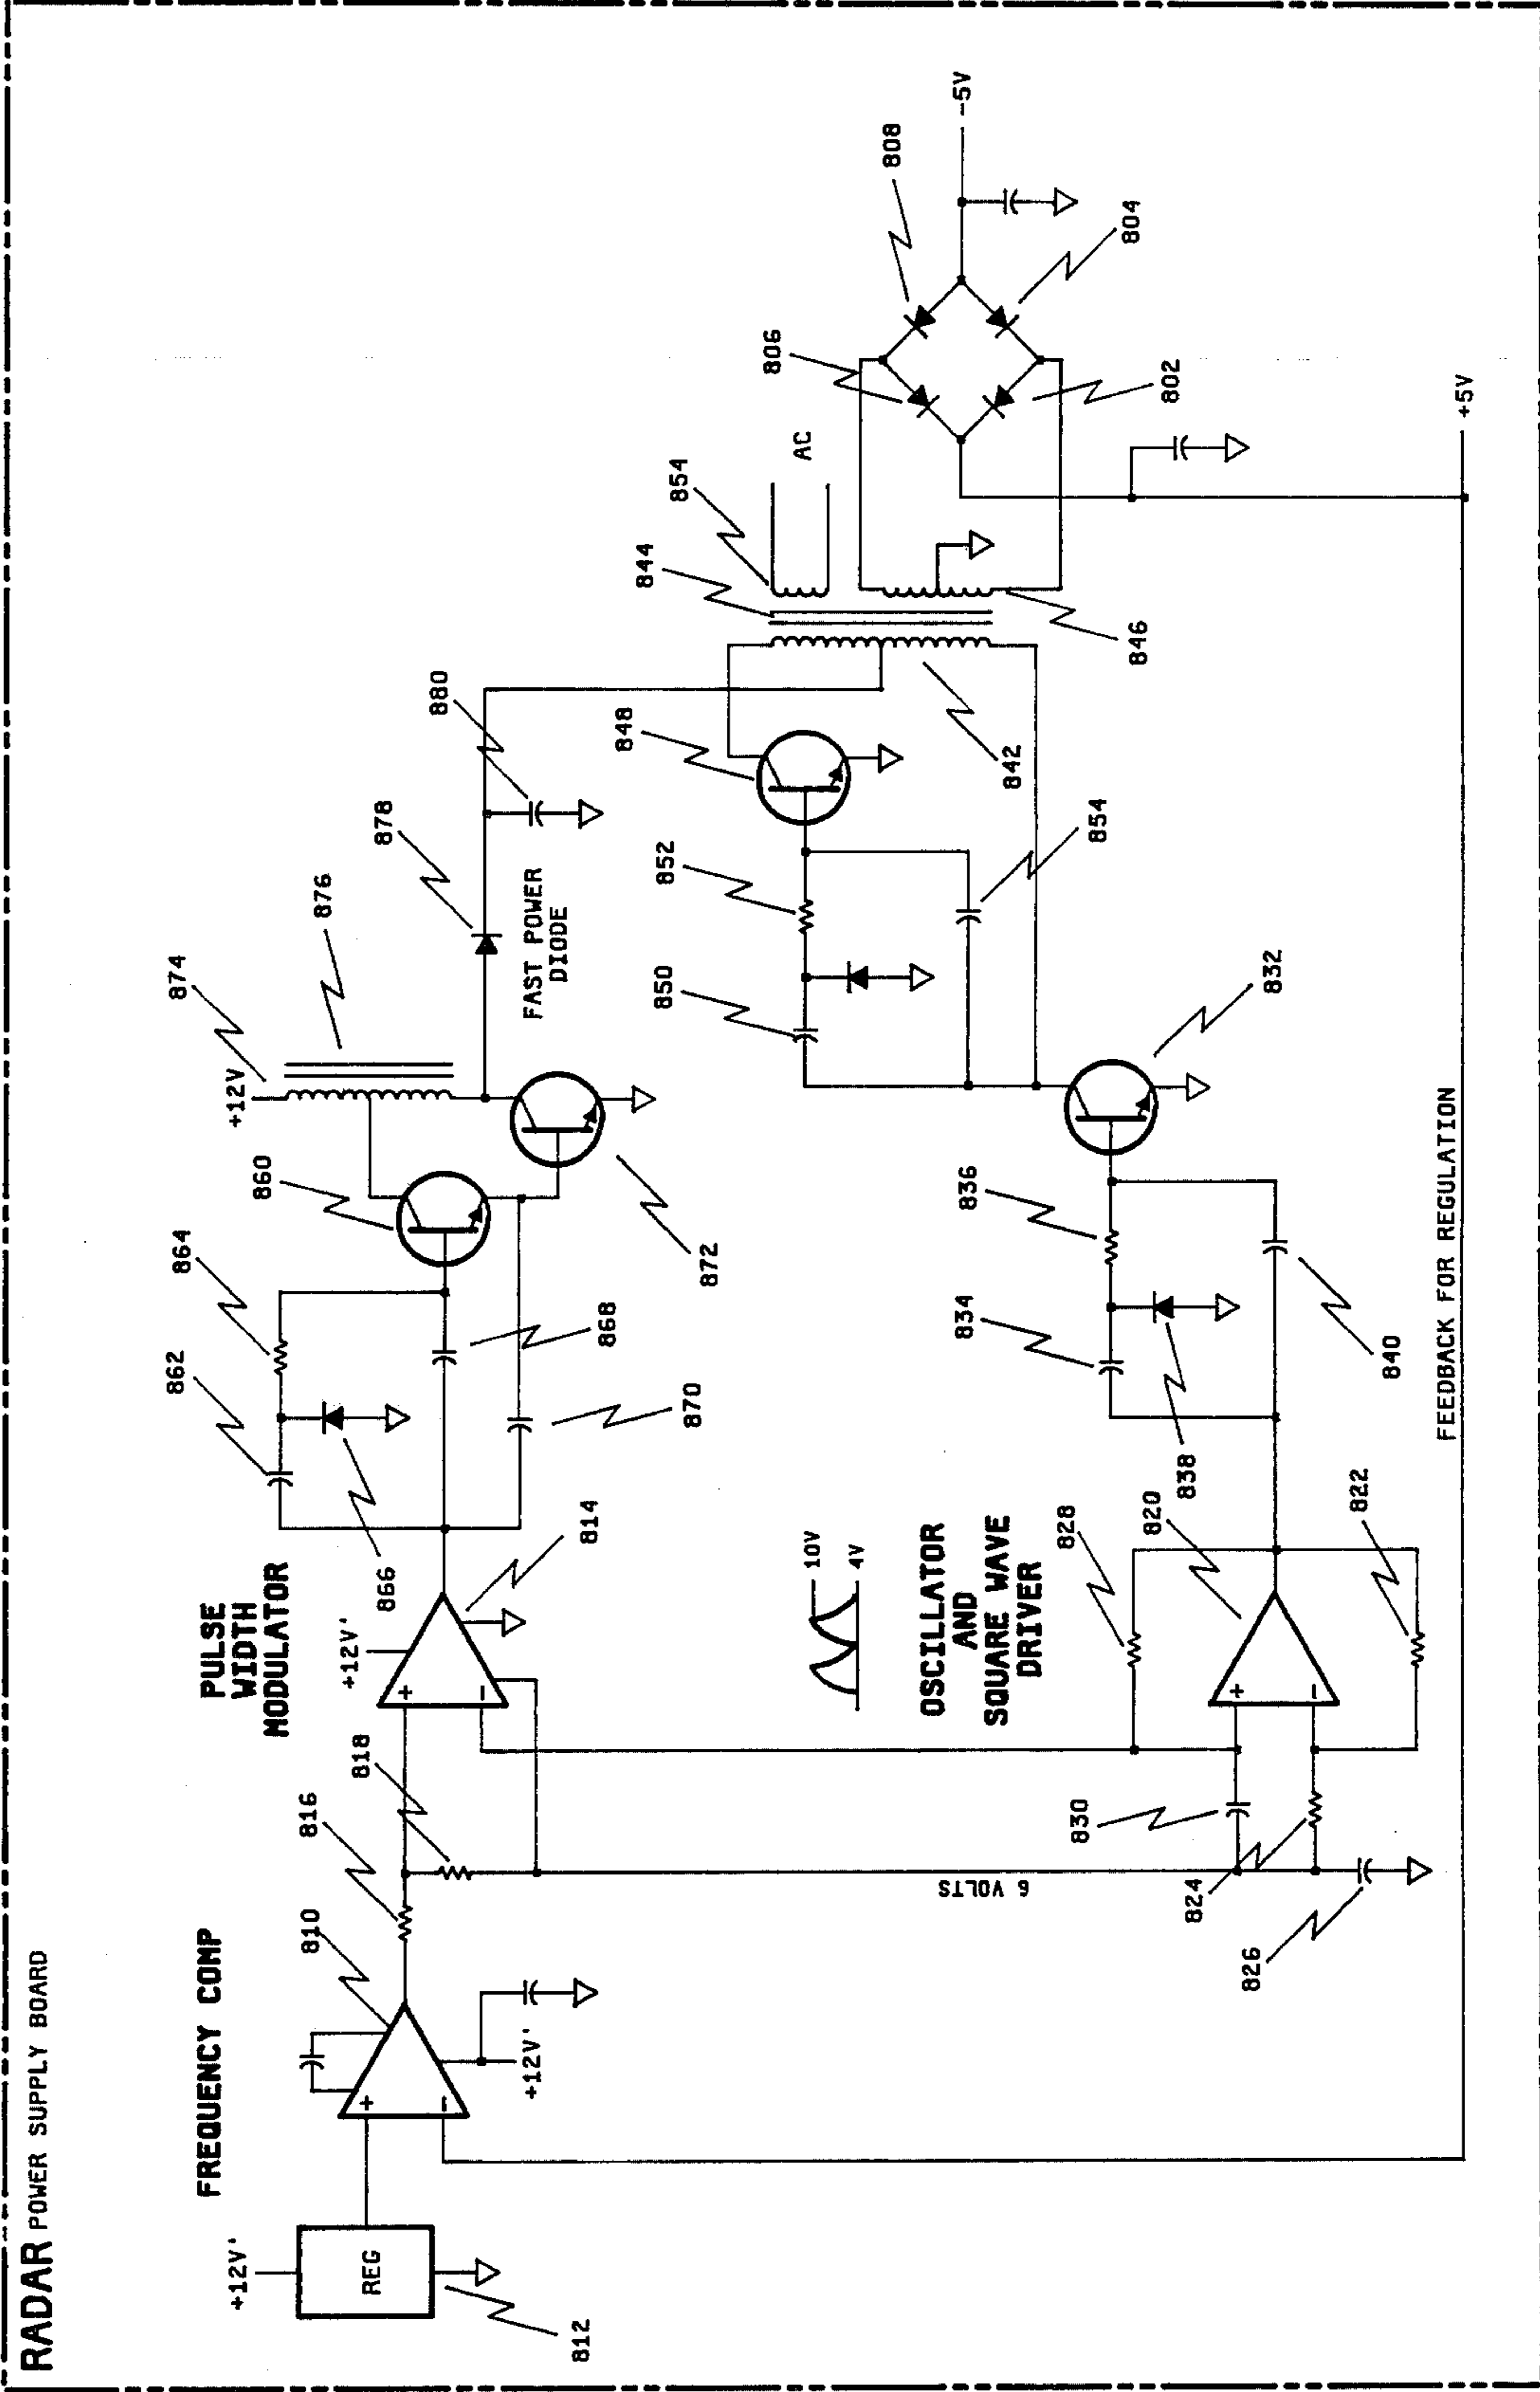 RADAR POWER SUPPLY BOARD
FREQUENCY COMP
+12V'
REG
812
810
+12V'
816
818
PULSE
WIDTH
MODULATOR
+12V'
814
862
864
866
868
870
860
872
+12V
874
876
878
FAST POWER
DIODE
880
6 VOLTS
10V
4V
OSCILLATOR
AND
SQUARE WAVE
DRIVER
830
824
826
828
820
822
834
836
838
840
832
850
852
854
848
842
844
854
AC
846
806
808
802
804
-5V
+5V
FEEDBACK FOR REGULATION
+
-
+
-
+
-